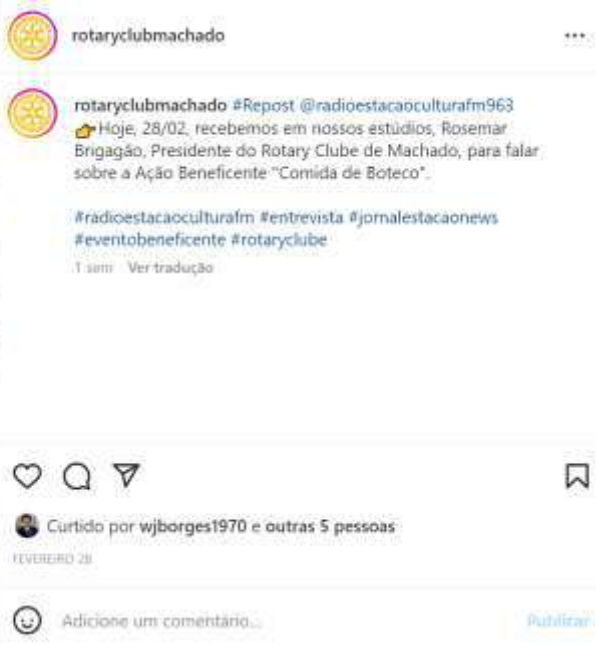 rotaryclubmachado
rotaryclubmachado #Repost @radioestacaoculturafm963
👉Hoje, 28/02, recebemos em nossos estúdios, Rosemar
Brigagão, Presidente do Rotary Clube de Machado, para falar
sobre a Ação Beneficente "Comida de Boteco".
#radioestacaoculturafm #entrevista #jornalestacaonews
#eventobeneficente #rotaryclube
1 sem Ver tradução
Curtido por wjborges1970 e outras 5 pessoas
FEVEREIRO 28
Adicione um comentário...
Publicar